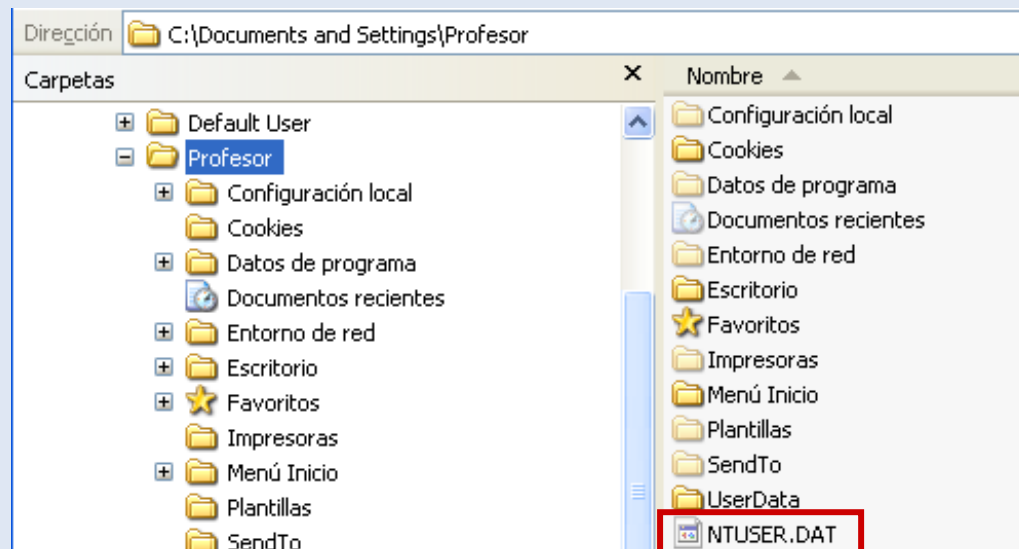 Dirección C:\Documents and Settings\Profesor
Carpetas
Default User
Profesor
Configuración local
Cookies
Datos de programa
Documentos recientes
Entorno de red
Escritorio
Favoritos
Impresoras
Menú Inicio
Plantillas
SendTo
Nombre
Configuración local
Cookies
Datos de programa
Documentos recientes
Entorno de red
Escritorio
Favoritos
Impresoras
Menú Inicio
Plantillas
SendTo
UserData
NTUSER.DAT